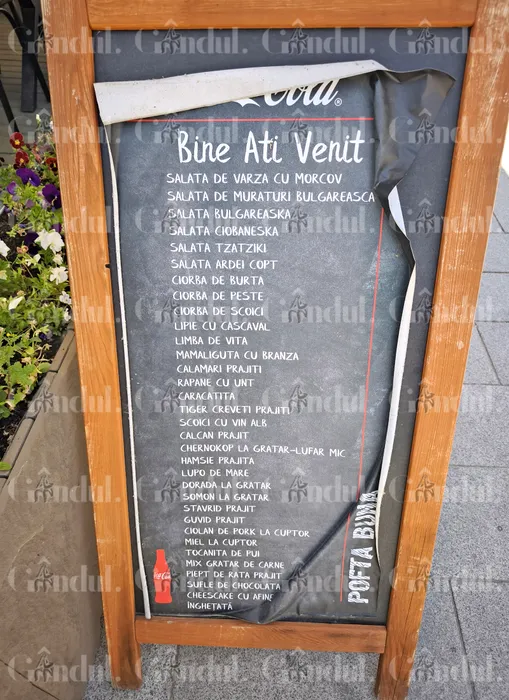 Coca-Cola®
Bine Ati Venit
SALATA DE VARZA CU MORCOV
SALATA DE MURATURI BULGAREASCA
SALATA BULGAREASKA
SALATA CIOBANESKA
SALATA TZATZIKI
SALATA ARDEI COPT
CIORBA DE BURTA
CIORBA DE PESTE
CIORBA DE SCOICI
LIPIE CU CASCAVAL
LIMBA DE VITA
MAMALIGUTA CU BRANZA
CALAMARI PRAJITI
RAPANE CU UNT
CARACATITA
TIGER CREVETI PRAJITI
SCOICI CU VIN ALB
CALCAN PRAJIT
CHERNOKOP LA GRATAR-LUFAR MIC
HAMSIE PRAJITA
LUPO DE MARE
DORADA LA GRATAR
SOMON LA GRATAR
STAVRID PRAJIT
GUVID PRAJIT
CIOLAN DE PORK LA CUPTOR
MIEL LA CUPTOR
TOCANITA DE PUI
MIX GRATAR DE CARNE
PIEPT DE RATA PRAJIT
SUFLE DE CHOCOLATA
CHEESCAKE CU AFINE
ÎNGHEȚATĂ
POFTA BUNA
Coca-Cola
Gândul.